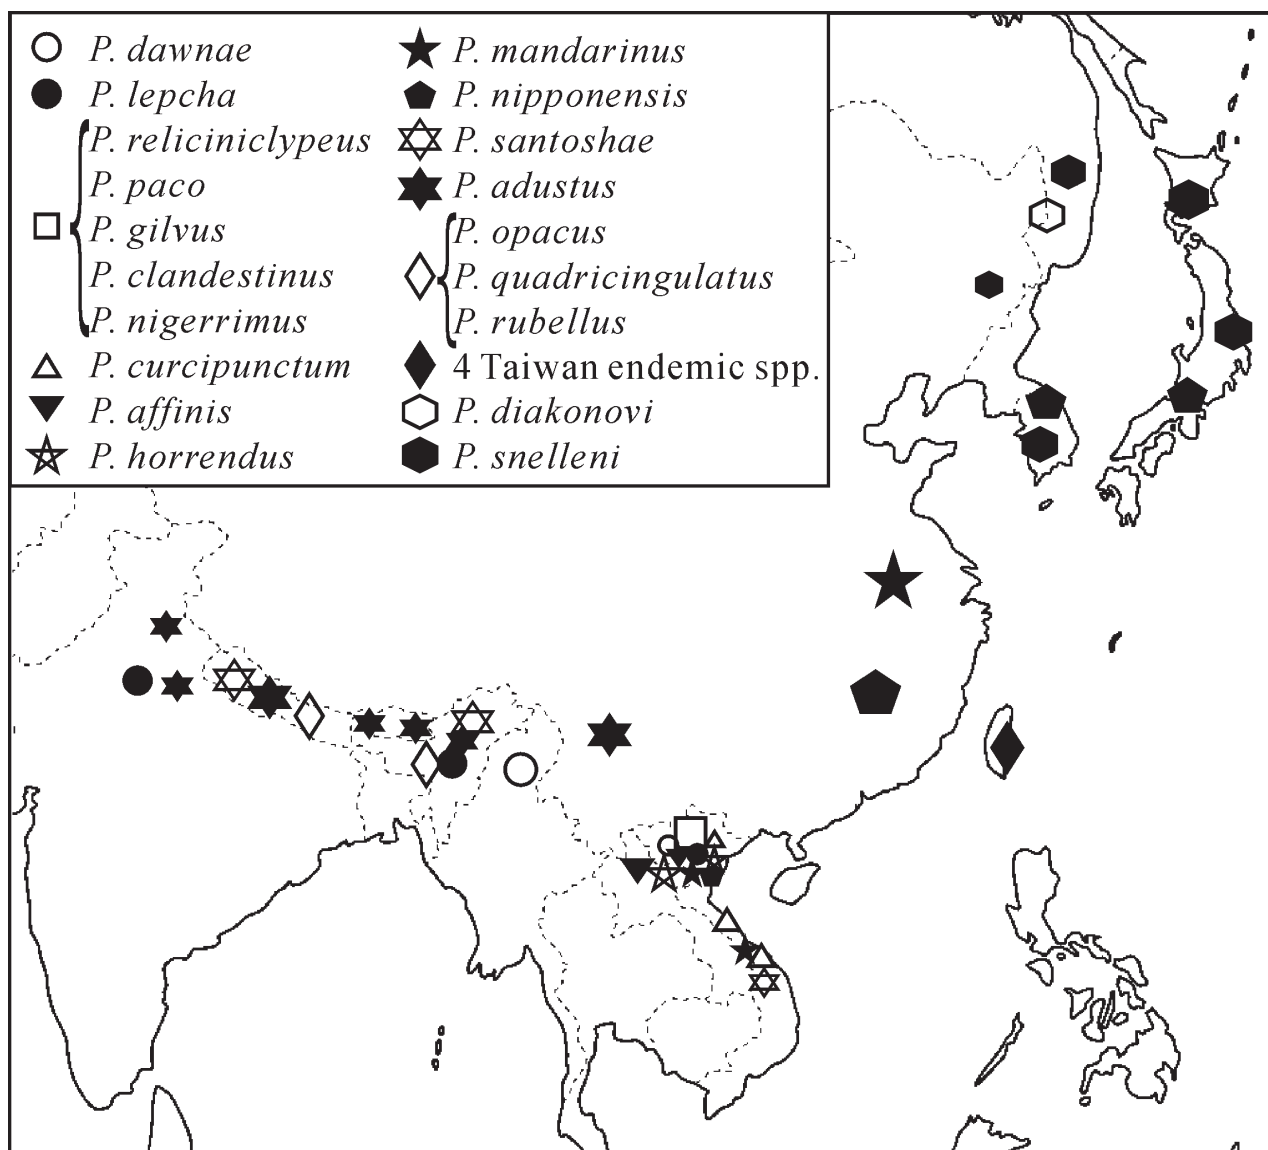 P. dawnae
P. lepcha
P. reliciniclypeus
P. paco
P. gilvus
P. clandestinus
P. nigerrimus
P. curcipunctum
P. affinis
P. horrendus
P. mandarinus
P. nipponensis
P. santoshae
P. adustus
P. opacus
P. quadricingulatus
P. rubellus
4 Taiwan endemic spp.
P. diakonovi
P. snelleni